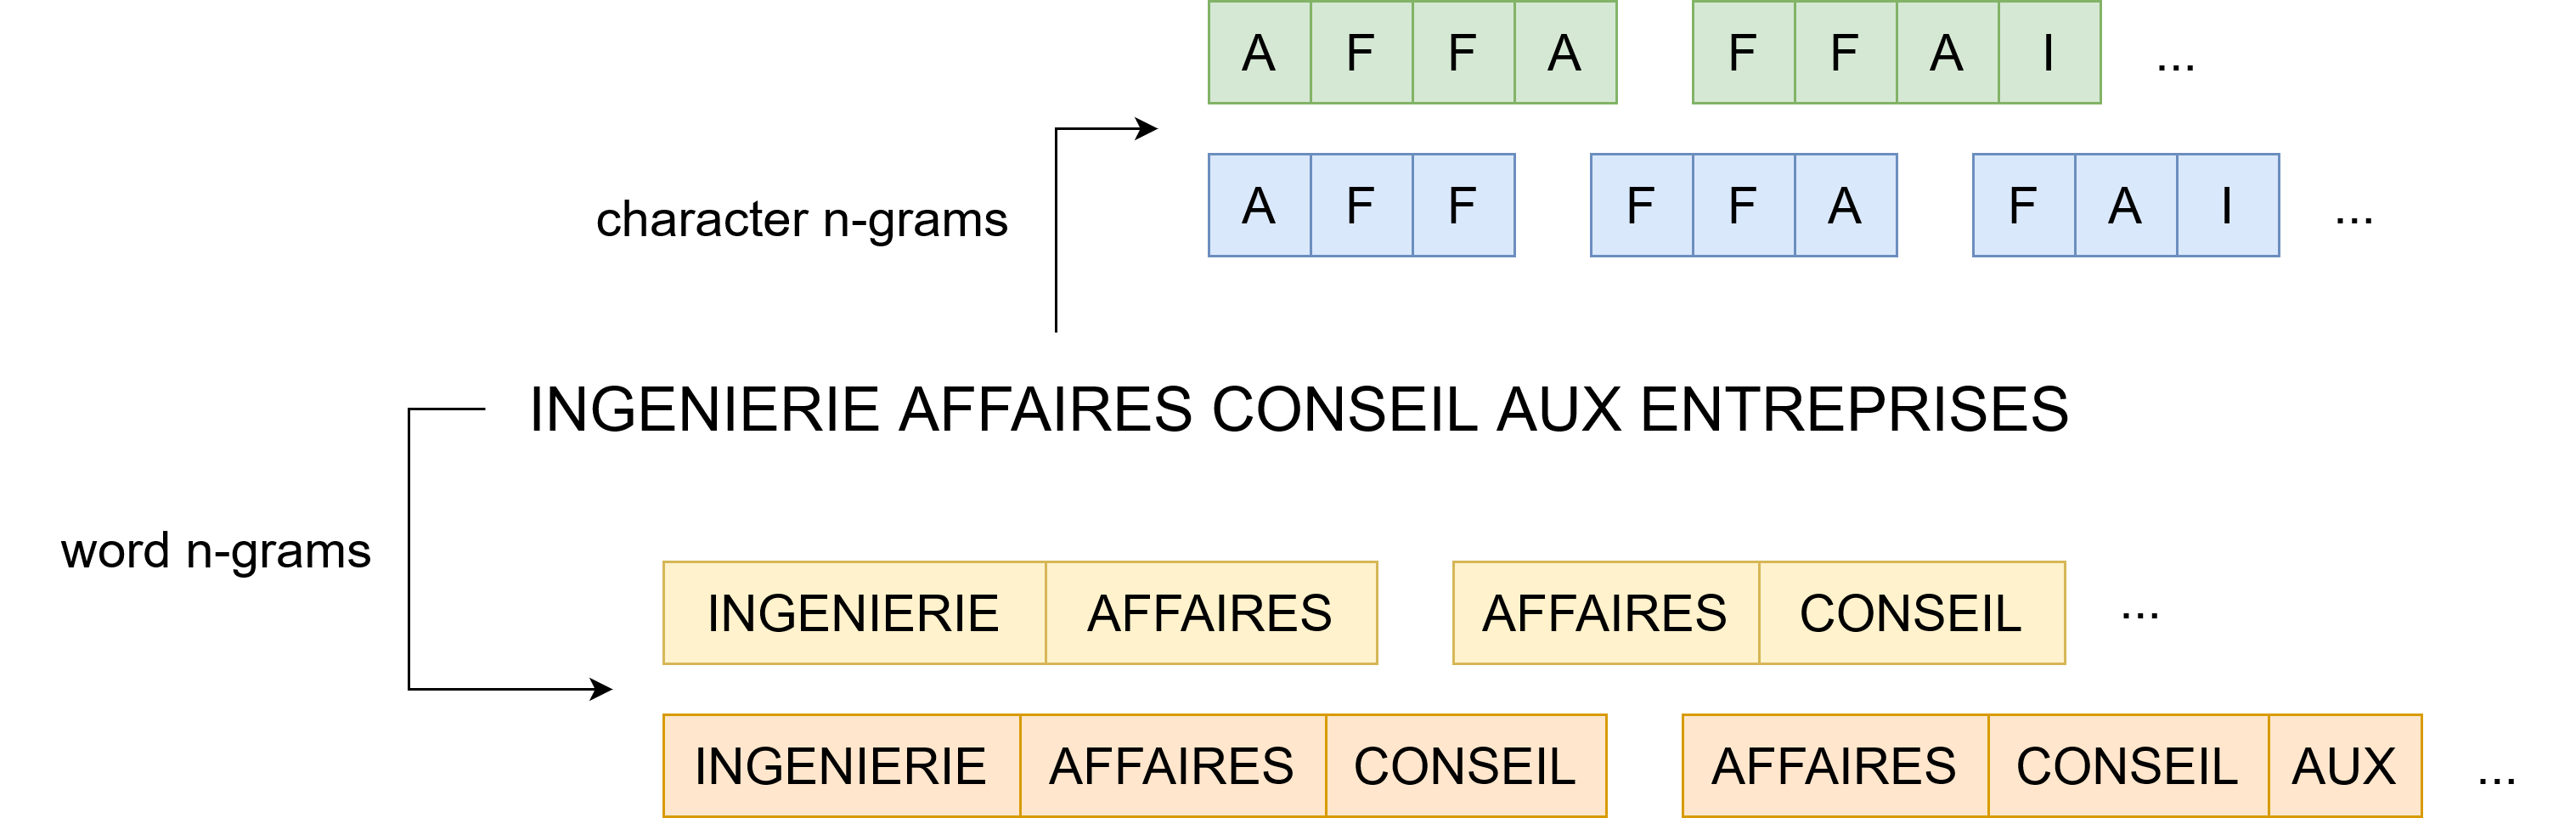 A F F A F F A I ...
character n-grams
A F F F F A F A I ...
INGENIERIE AFFAIRES CONSEIL AUX ENTREPRISES
word n-grams
INGENIERIE AFFAIRES AFFAIRES CONSEIL ...
INGENIERIE AFFAIRES CONSEIL AFFAIRES CONSEIL AUX ...